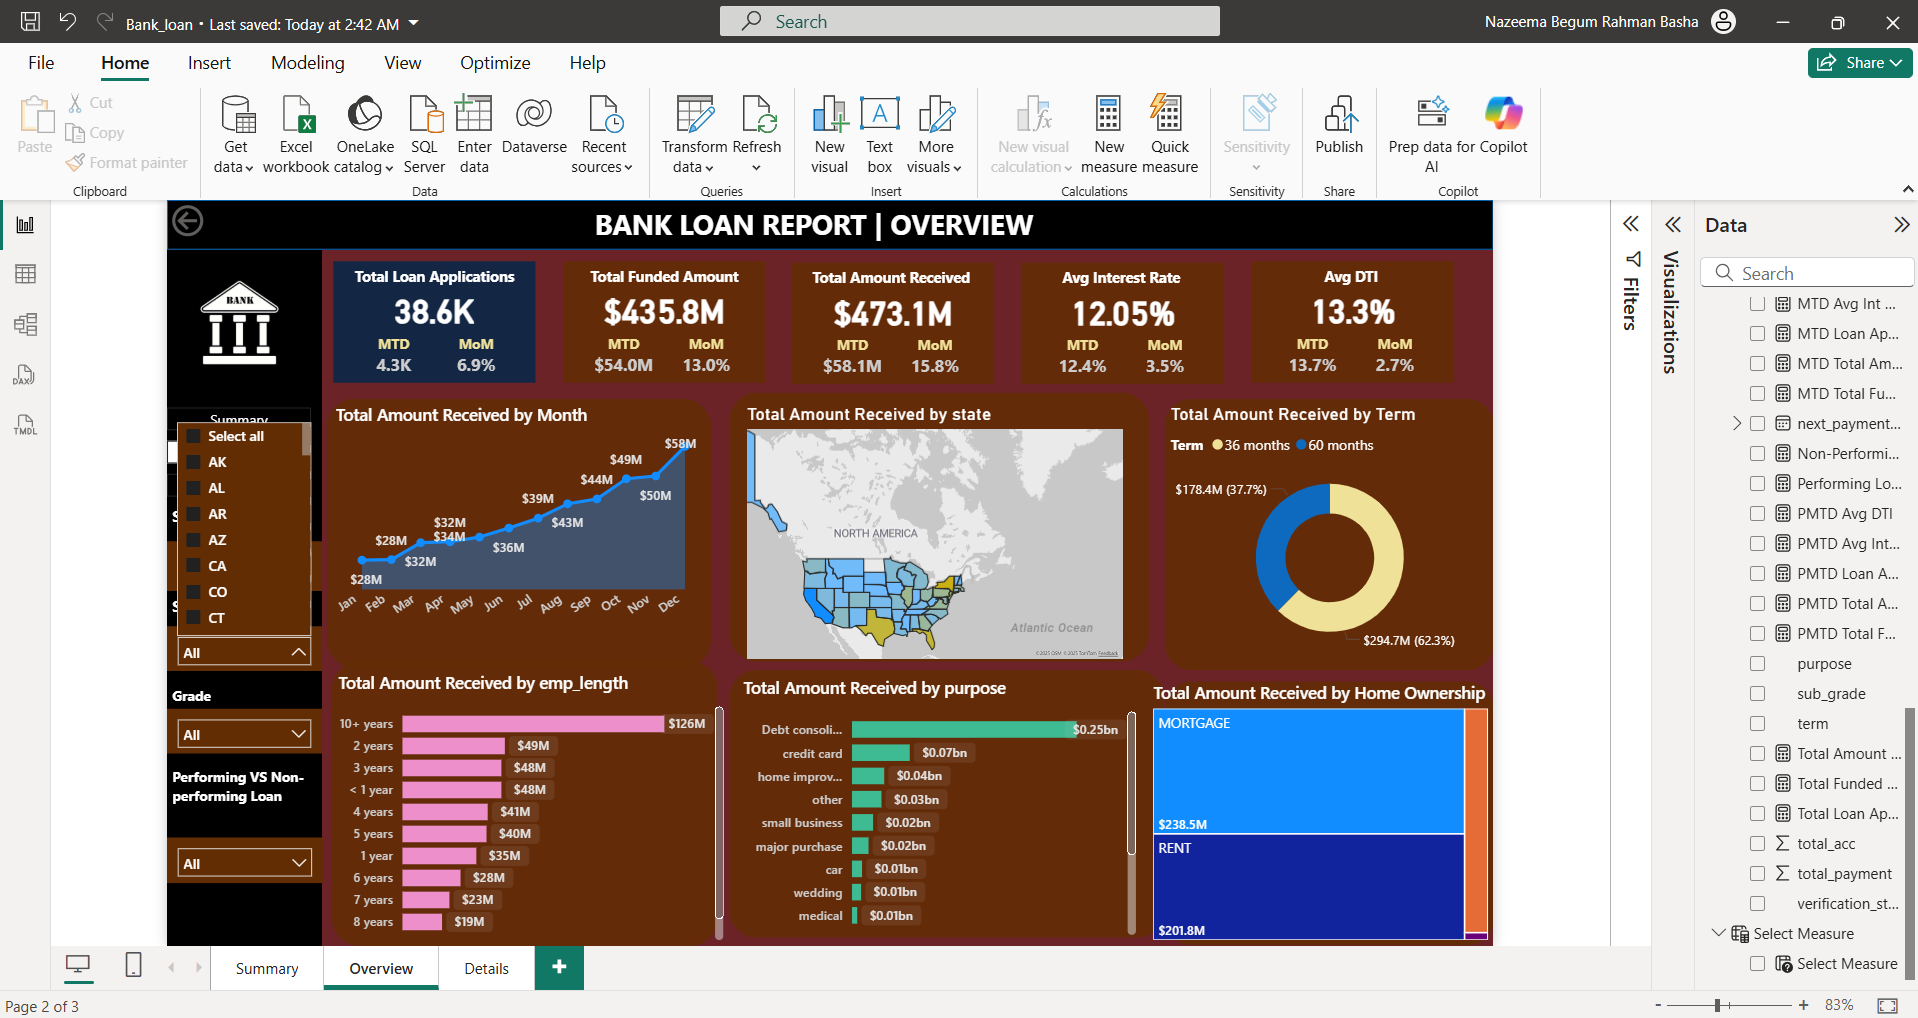 Bank_loan • Last saved: Today at 2:42 AM
Search
Nazeema Begum Rahman Basha
File
Home
Insert
Modeling
View
Optimize
Help
Share
Paste
Cut
Copy
Format painter
Clipboard
Get data
Excel workbook
OneLake catalog
SQL Server
Enter data
Dataverse
Recent sources
Data
Transform data
Refresh
Queries
New visual
Text box
More visuals
Insert
New visual calculation
New measure
Quick measure
Calculations
Sensitivity
Sensitivity
Publish
Share
Prep data for AI
Copilot
Copilot
BANK LOAN REPORT | OVERVIEW
BANK
Summary
Select all
AK
AL
AR
AZ
CA
CO
CT
All
Grade
All
Performing VS Non-
performing Loan
All
Total Loan Applications
38.6K
MTD MoM
4.3K 6.9%
Total Funded Amount
$435.8M
MTD MoM
$54.0M 13.0%
Total Amount Received
$473.1M
MTD MoM
$58.1M 15.8%
Avg Interest Rate
12.05%
MTD MoM
12.4% 3.5%
Avg DTI
13.3%
MTD MoM
13.7% 2.7%
Total Amount Received by Month
$28M
$28M
$32M
$32M
$34M
$36M
$39M
$43M
$44M
$49M
$50M
$58M
Jan Feb Mar Apr May Jun Jul Aug Sep Oct Nov Dec
Total Amount Received by state
NORTH AMERICA
Atlantic Ocean
©2025 OSM ©2025 TomTom Feedback
Total Amount Received by Term
Term 36 months 60 months
$178.4M (37.7%)
$294.7M (62.3%)
Total Amount Received by emp_length
10+ years $126M
2 years $49M
3 years $48M
< 1 year $48M
4 years $41M
5 years $40M
1 year $35M
6 years $28M
7 years $23M
8 years $19M
Total Amount Received by purpose
Debt consoli... $0.25bn
credit card $0.07bn
home improv... $0.04bn
other $0.03bn
small business $0.02bn
major purchase $0.02bn
car $0.01bn
wedding $0.01bn
medical $0.01bn
Total Amount Received by Home Ownership
MORTGAGE
$238.5M
RENT
$201.8M
Filters
Visualizations
Data
Search
MTD Avg Int ...
MTD Loan Ap...
MTD Total Am...
MTD Total Fu...
next_payment...
Non-Performi...
Performing Lo...
PMTD Avg DTI
PMTD Avg Int...
PMTD Loan A...
PMTD Total A...
PMTD Total F...
purpose
sub_grade
term
Total Amount ...
Total Funded ...
Total Loan Ap...
total_acc
total_payment
verification_st...
Select Measure
Select Measure
DAX
TMDL
Summary
Overview
Details
Page 2 of 3
- + 83%